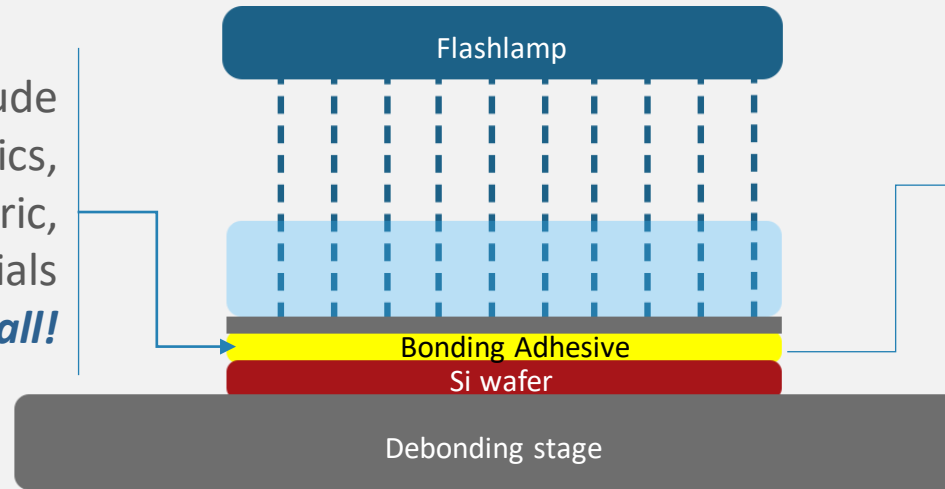 Flashlamp
ude
ics,
ric,
ials
all!
Bonding Adhesive
Si wafer
Debonding stage